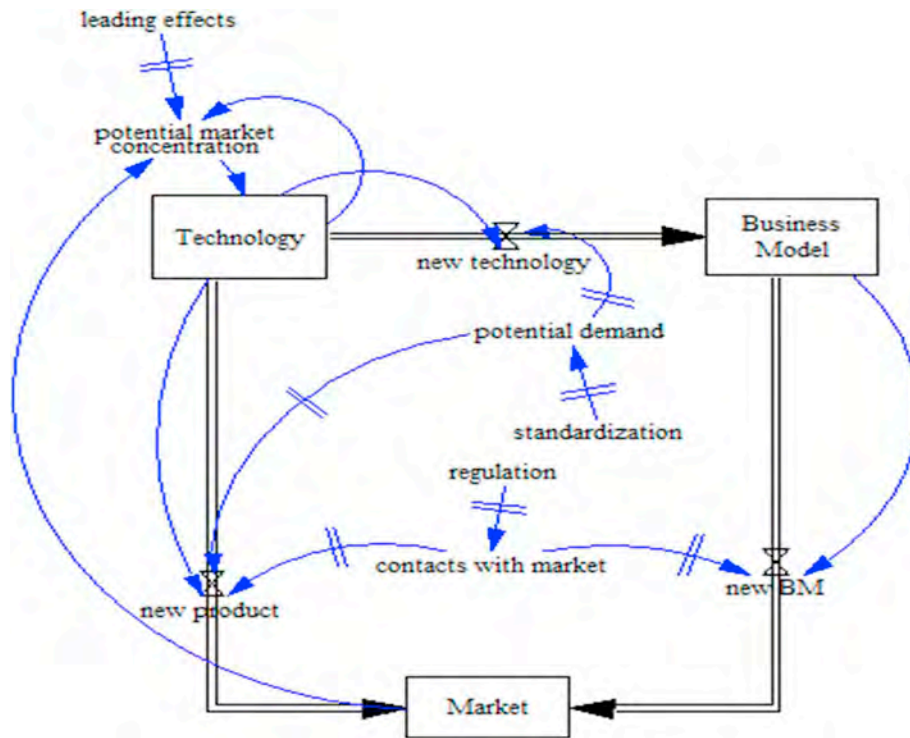 leading effects
potential market
concentration
Technology
Business
Model
new technology
potential demand
standardization
regulation
contacts with market
new product
new BM
Market